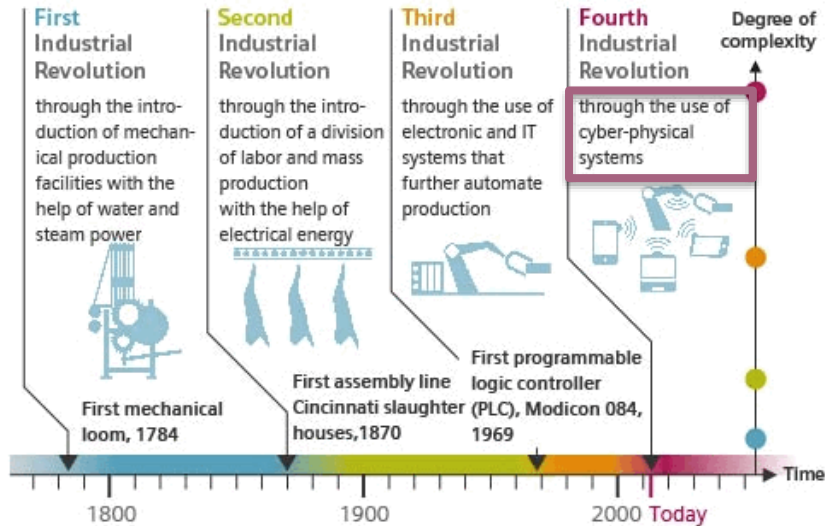 First
Industrial
Revolution
through the intro-
duction of mechan-
ical production
facilities with the
help of water and
steam power
First mechanical
loom, 1784
Second
Industrial
Revolution
through the intro-
duction of a division
of labor and mass
production
with the help of
electrical energy
First assembly line
Cincinnati slaughter
houses,1870
Third
Industrial
Revolution
through the use of
electronic and IT
systems that
further automate
production
First programmable
logic controller
(PLC), Modicon 084,
1969
Fourth
Industrial
Revolution
through the use of
cyber-physical
systems
Degree of
complexity
Time
1800
1900
2000
Today